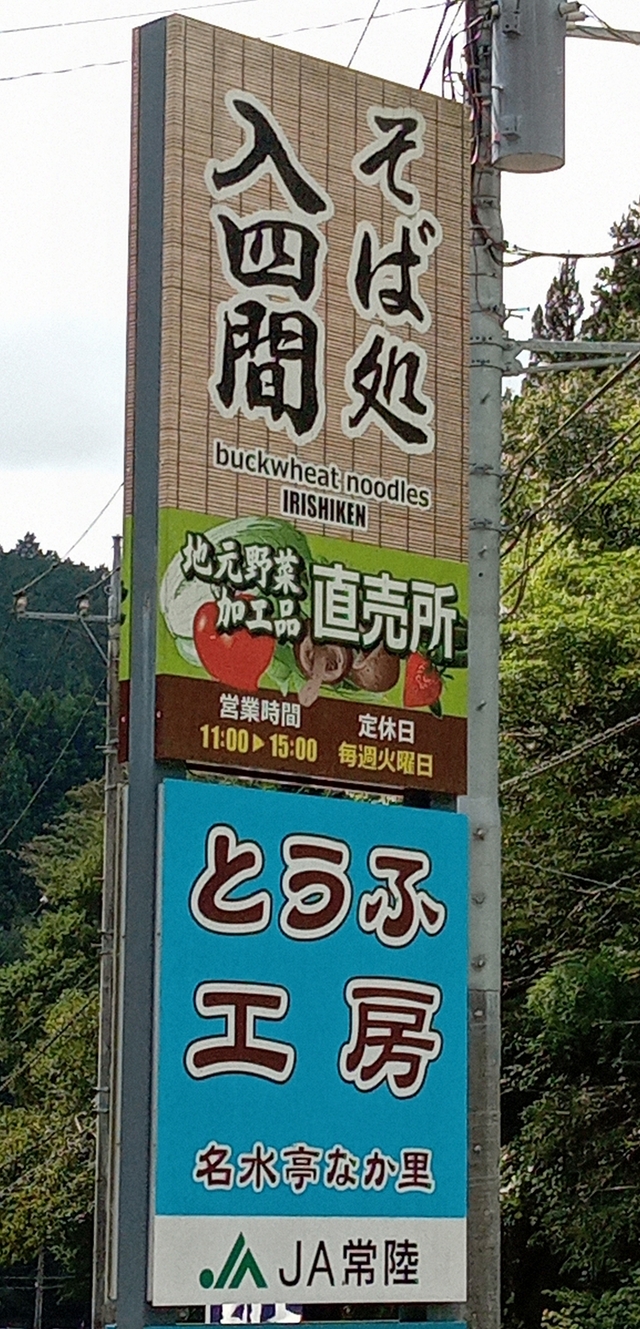 そば処
入四間
buckwheat noodles
IRISHIKEN
地元野菜
加工品
直売所
営業時間
11:00▶15:00
定休日
毎週火曜日
とうふ
工房
名水亭なか里
JA常陸